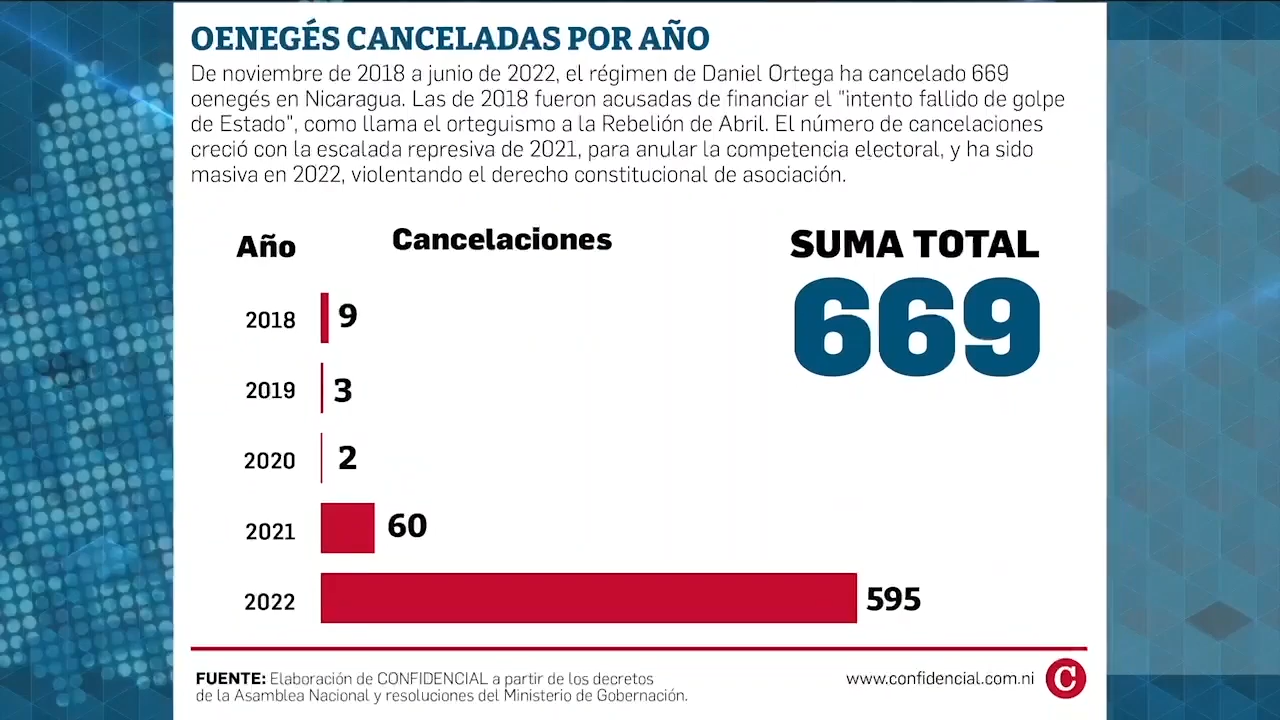 OENEGÉS CANCELADAS POR AÑO
De noviembre de 2018 a junio de 2022, el régimen de Daniel Ortega ha cancelado 669
oenegés en Nicaragua. Las de 2018 fueron acusadas de financiar el "intento fallido de golpe
de Estado", como llama el orteguismo a la Rebelión de Abril. El número de cancelaciones
creció con la escalada represiva de 2021, para anular la competencia electoral, y ha sido
masiva en 2022, violentando el derecho constitucional de asociación.
Año Cancelaciones
SUMA TOTAL
669
2018 9
2019 3
2020 2
2021 60
2022 595
FUENTE: Elaboración de CONFIDENCIAL a partir de los decretos
de la Asamblea Nacional y resoluciones del Ministerio de Gobernación.
www.confidencial.com.ni C